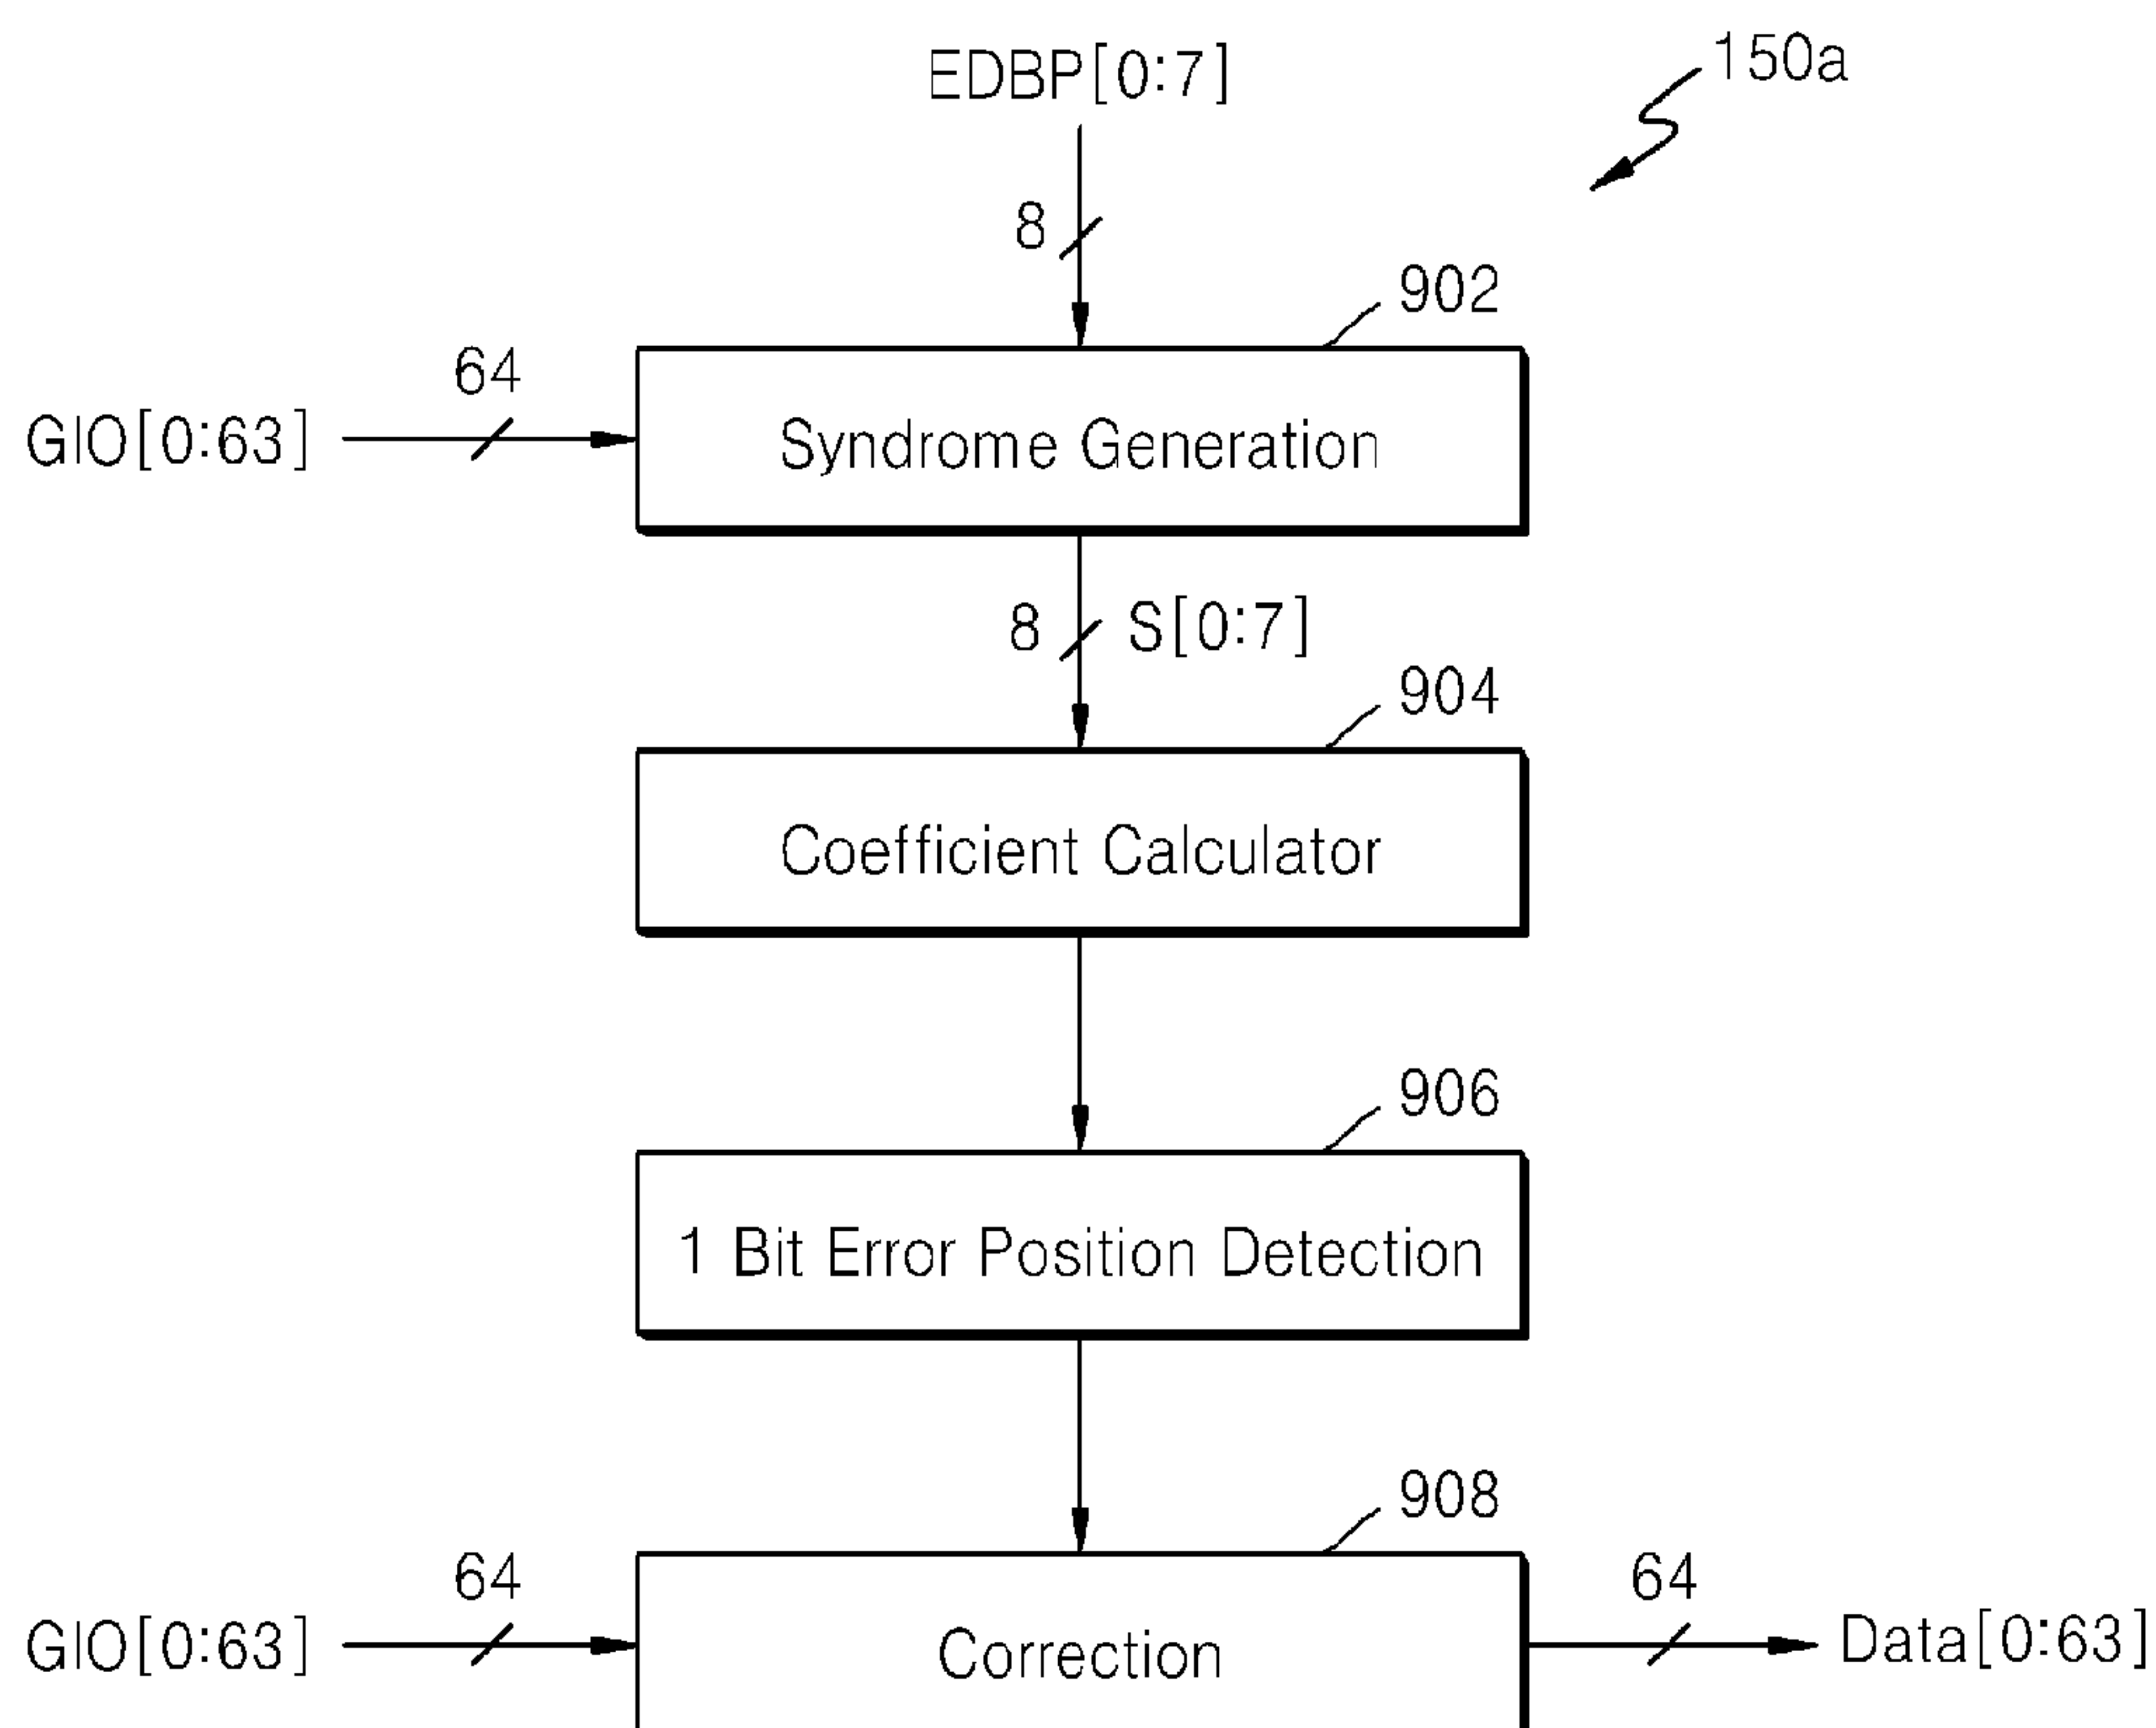 EDBP[0:7]
150a
8
902
64
GIO[0:63]
Syndrome Generation
8
S[0:7]
904
Coefficient Calculator
906
1 Bit Error Position Detection
908
64
GIO[0:63]
Correction
64
Data[0:63]